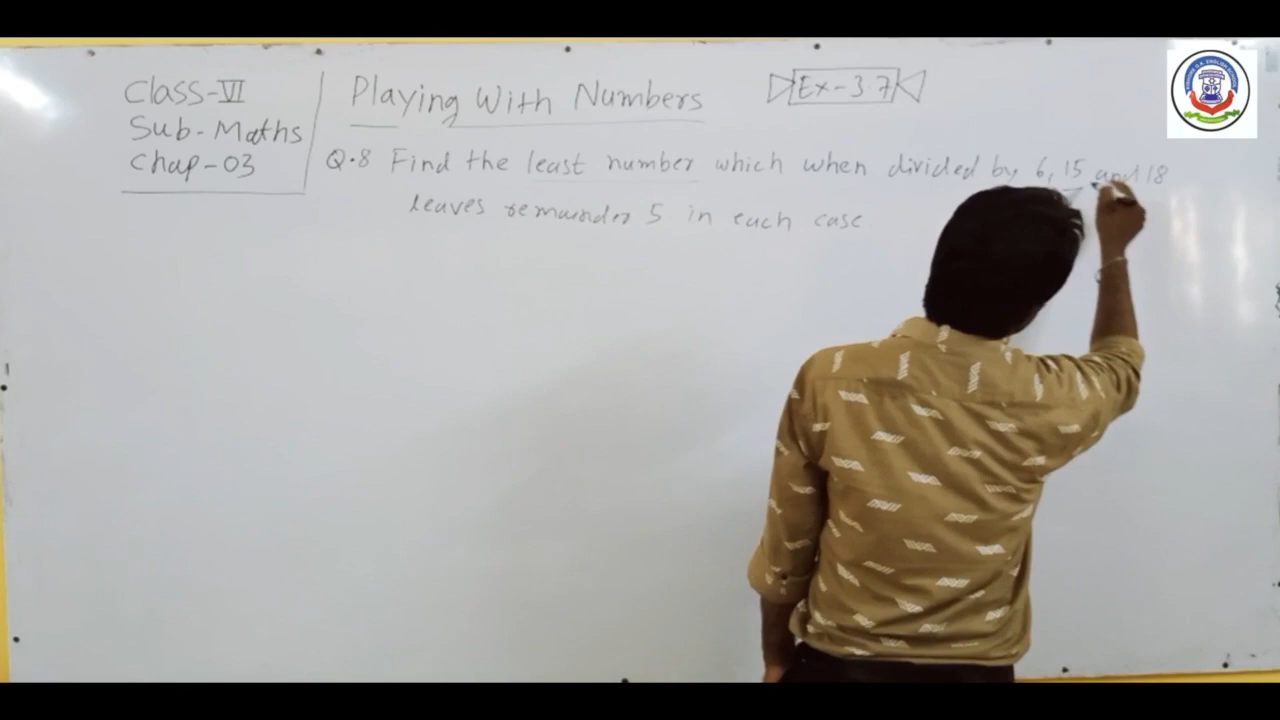 Class-VI
Sub-Maths
Chap-03
Playing With Numbers
Ex-3.7
Q.8 Find the least number which when divided by 6, 15 and 18
leaves remainder 5 in each case